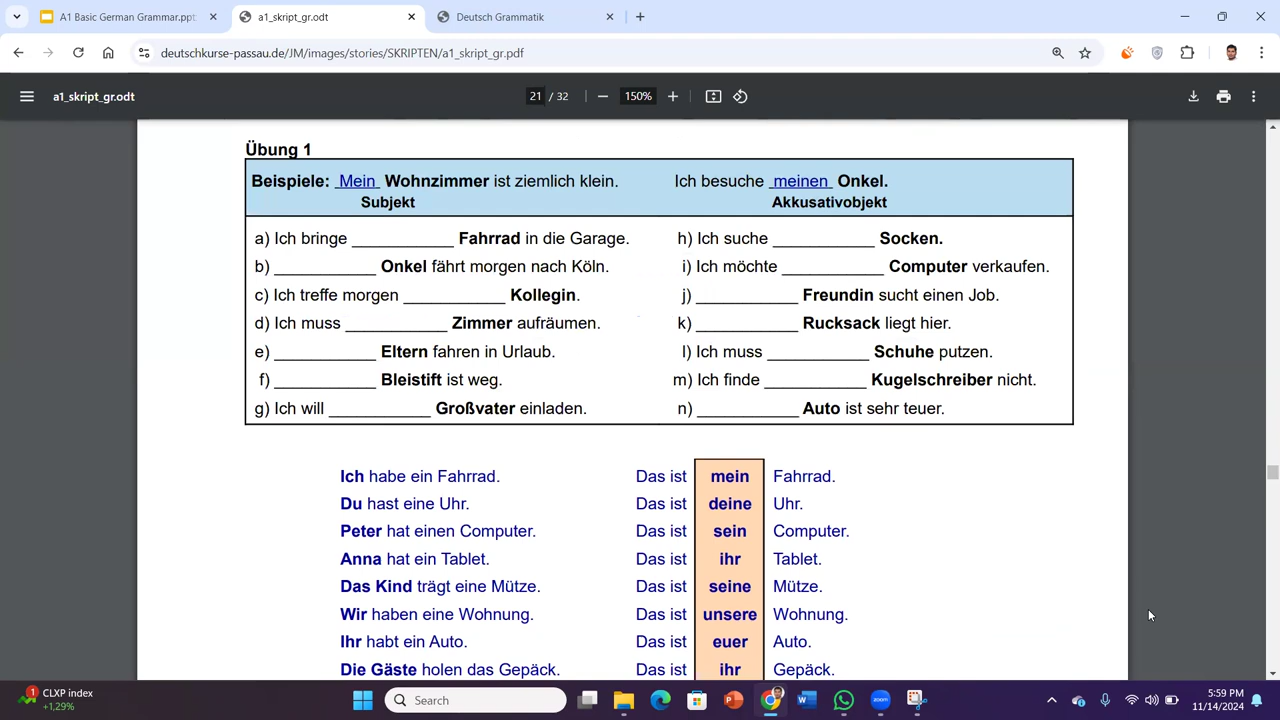 A1 Basic German Grammar.ppt
a1_skript_gr.odt
Deutsch Grammatik
deutschkurse-passau.de/JM/images/stories/SKRIPTEN/a1_skript_gr.pdf
a1_skript_gr.odt
21 / 32
150%
Übung 1
Beispiele: _Mein_ Wohnzimmer ist ziemlich klein. Ich besuche _meinen_ Onkel.
Subjekt Akkusativobjekt
a) Ich bringe ___________ Fahrrad in die Garage.
b) ___________ Onkel fährt morgen nach Köln.
c) Ich treffe morgen ___________ Kollegin.
d) Ich muss ___________ Zimmer aufräumen.
e) ___________ Eltern fahren in Urlaub.
f) ___________ Bleistift ist weg.
g) Ich will ___________ Großvater einladen.
h) Ich suche ___________ Socken.
i) Ich möchte ___________ Computer verkaufen.
j) ___________ Freundin sucht einen Job.
k) ___________ Rucksack liegt hier.
l) Ich muss ___________ Schuhe putzen.
m) Ich finde ___________ Kugelschreiber nicht.
n) ___________ Auto ist sehr teuer.
Ich habe ein Fahrrad. Das ist mein Fahrrad.
Du hast eine Uhr. Das ist deine Uhr.
Peter hat einen Computer. Das ist sein Computer.
Anna hat ein Tablet. Das ist ihr Tablet.
Das Kind trägt eine Mütze. Das ist seine Mütze.
Wir haben eine Wohnung. Das ist unsere Wohnung.
Ihr habt ein Auto. Das ist euer Auto.
Die Gäste holen das Gepäck. Das ist ihr Gepäck.
1
CLXP index
+1,29%
Search
5:59 PM
11/14/2024